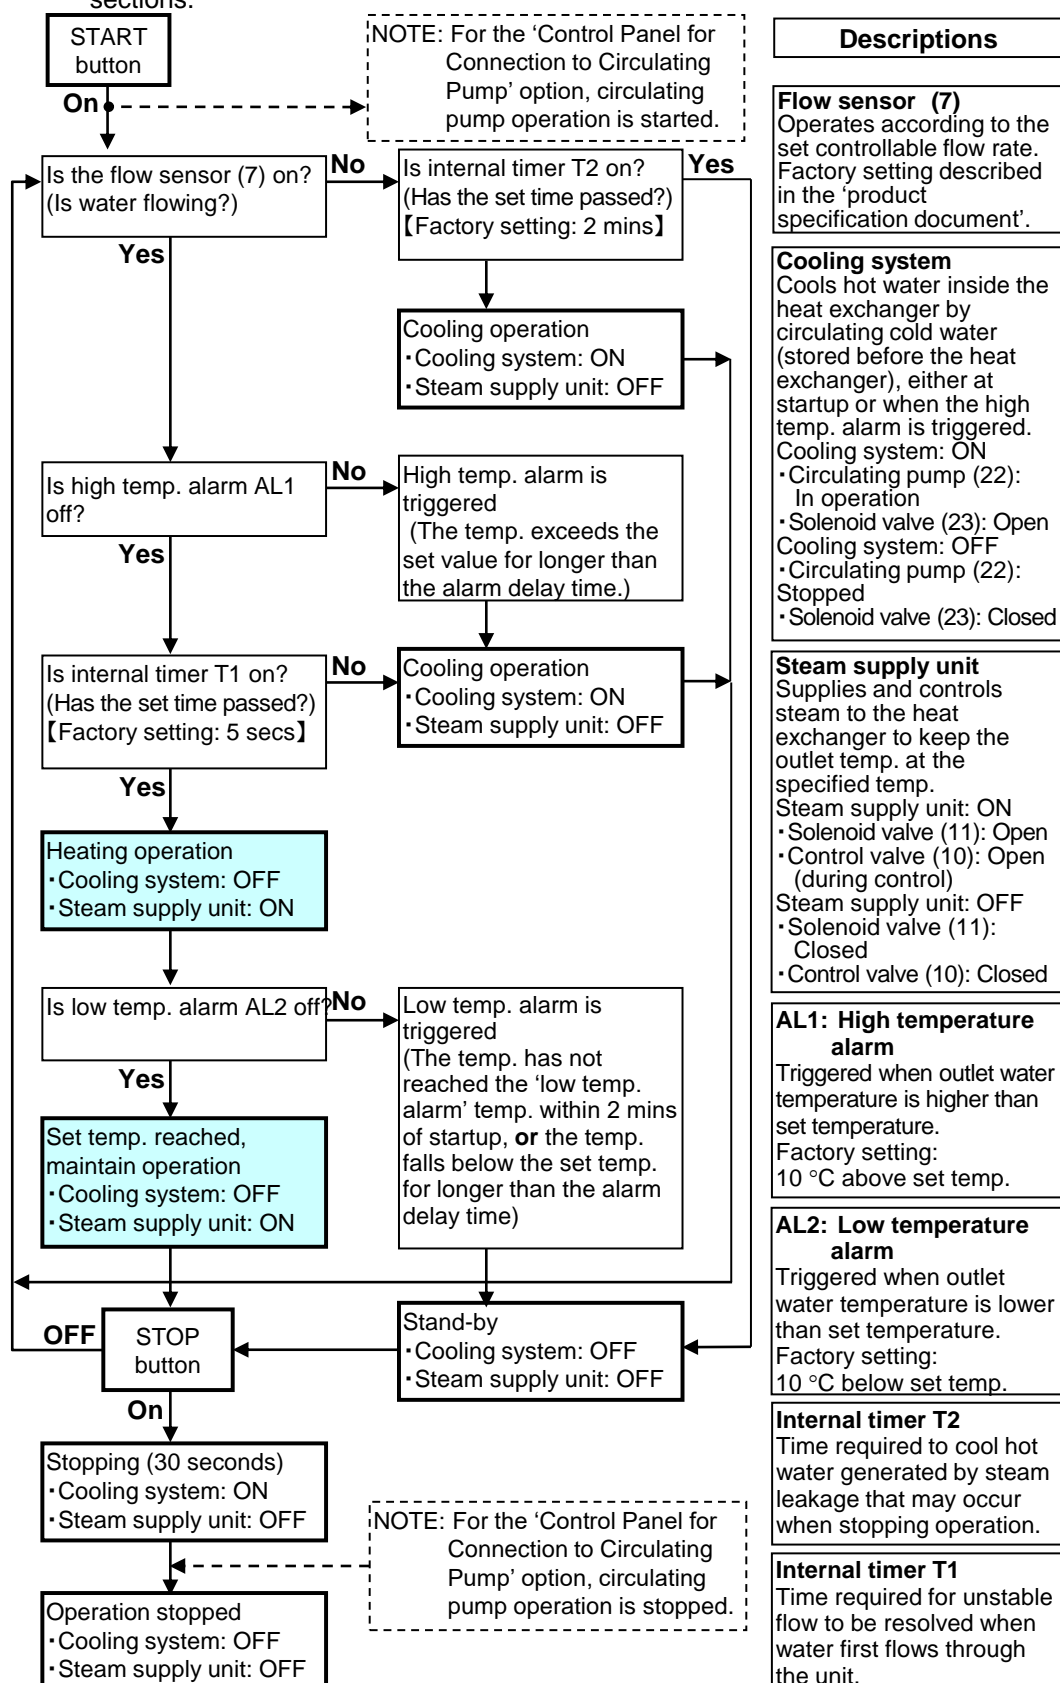 sections.
START
button
On
NOTE: For the ‘Control Panel for
Connection to Circulating
Pump’ option, circulating
pump operation is started.
Is the flow sensor (7) on?
(Is water flowing?)
No
Is internal timer T2 on?
(Has the set time passed?)
【Factory setting: 2 mins】
Yes
Yes
Cooling operation
・Cooling system: ON
・Steam supply unit: OFF
Is high temp. alarm AL1
off?
No
High temp. alarm is
triggered
(The temp. exceeds the
set value for longer than
the alarm delay time.)
Yes
Is internal timer T1 on?
(Has the set time passed?)
【Factory setting: 5 secs】
No
Cooling operation
・Cooling system: ON
・Steam supply unit: OFF
Yes
Heating operation
・Cooling system: OFF
・Steam supply unit: ON
Is low temp. alarm AL2 off?
No
Low temp. alarm is
triggered
(The temp. has not
reached the ‘low temp.
alarm’ temp. within 2 mins
of startup, or the temp.
falls below the set temp.
for longer than the alarm
delay time)
Yes
Set temp. reached,
maintain operation
・Cooling system: OFF
・Steam supply unit: ON
OFF
STOP
button
Stand-by
・Cooling system: OFF
・Steam supply unit: OFF
On
Stopping (30 seconds)
・Cooling system: ON
・Steam supply unit: OFF
NOTE: For the ‘Control Panel for
Connection to Circulating
Pump’ option, circulating
pump operation is stopped.
Operation stopped
・Cooling system: OFF
・Steam supply unit: OFF
Descriptions
Flow sensor (7)
Operates according to the
set controllable flow rate.
Factory setting described
in the ‘product
specification document’.
Cooling system
Cools hot water inside the
heat exchanger by
circulating cold water
(stored before the heat
exchanger), either at
startup or when the high
temp. alarm is triggered.
Cooling system: ON
・Circulating pump (22):
In operation
・Solenoid valve (23): Open
Cooling system: OFF
・Circulating pump (22):
Stopped
・Solenoid valve (23): Closed
Steam supply unit
Supplies and controls
steam to the heat
exchanger to keep the
outlet temp. at the
specified temp.
Steam supply unit: ON
・Solenoid valve (11): Open
・Control valve (10): Open
(during control)
Steam supply unit: OFF
・Solenoid valve (11):
Closed
・Control valve (10): Closed
AL1: High temperature
alarm
Triggered when outlet water
temperature is higher than
set temperature.
Factory setting:
10 °C above set temp.
AL2: Low temperature
alarm
Triggered when outlet
water temperature is lower
than set temperature.
Factory setting:
10 °C below set temp.
Internal timer T2
Time required to cool hot
water generated by steam
leakage that may occur
when stopping operation.
Internal timer T1
Time required for unstable
flow to be resolved when
water first flows through
the unit.